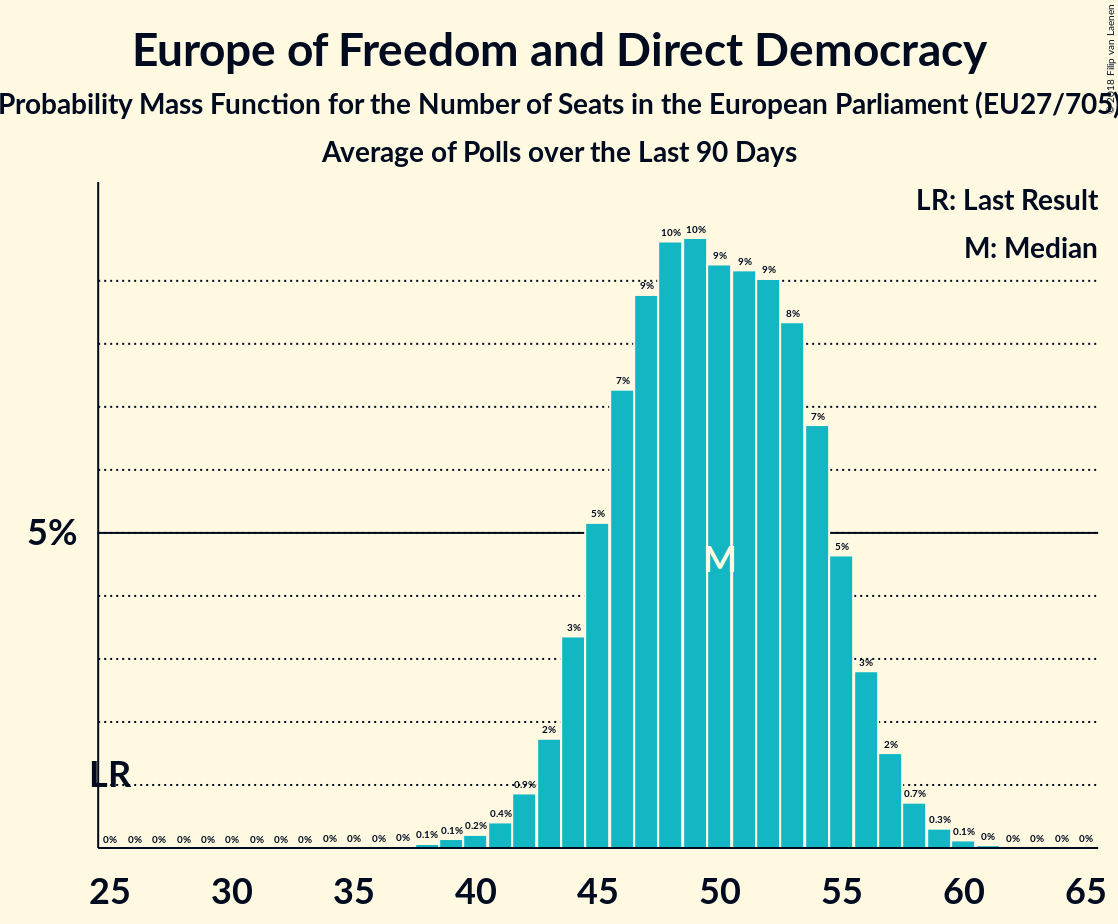 Europe of Freedom and Direct Democracy
Probability Mass Function for the Number of Seats in the European Parliament (EU27/705)
Average of Polls over the Last 90 Days
© 2018 Filip van Laenen
LR: Last Result
M: Median
5%
LR
M
0% 0% 0% 0% 0% 0% 0% 0% 0% 0% 0% 0% 0% 0.1% 0.1% 0.2% 0.4% 0.9% 2% 3% 5% 7% 9% 10% 10% 9% 9% 9% 8% 7% 5% 3% 2% 0.7% 0.3% 0.1% 0% 0% 0% 0% 0%
25 30 35 40 45 50 55 60 65